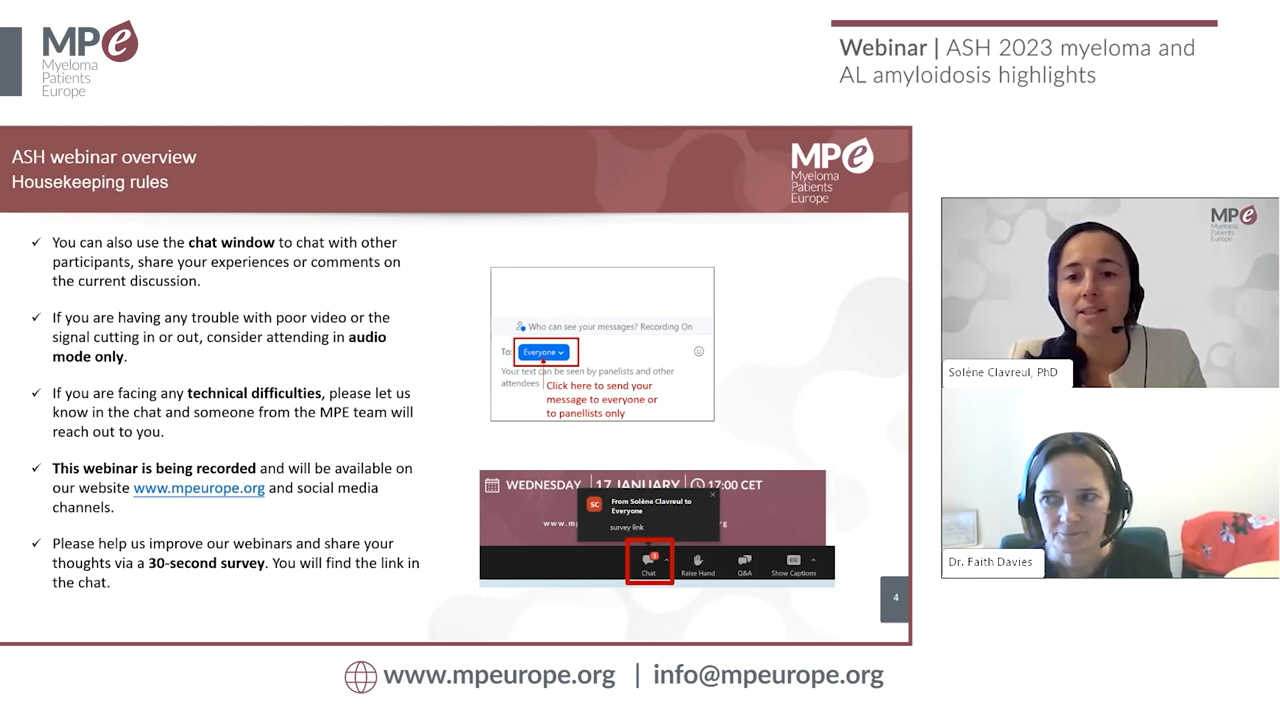 MPe
Myeloma
Patients
Europe
Webinar | ASH 2023 myeloma and
AL amyloidosis highlights
ASH webinar overview
Housekeeping rules
MPe
Myeloma
Patients
Europe
✓ You can also use the chat window to chat with other
participants, share your experiences or comments on
the current discussion.
✓ If you are having any trouble with poor video or the
signal cutting in or out, consider attending in audio
mode only.
✓ If you are facing any technical difficulties, please let us
know in the chat and someone from the MPE team will
reach out to you.
✓ This webinar is being recorded and will be available on
our website www.mpeurope.org and social media
channels.
✓ Please help us improve our webinars and share your
thoughts via a 30-second survey. You will find the link in
the chat.
Who can see your messages? Recording On
To: Everyone
Your text can be seen by panelists and other
attendees
Click here to send your
message to everyone or
to panellists only
WEDNESDAY | 17 JANUARY | 17:00 CET
SC
From Solène Clavreul to
Everyone
survey link
1
Chat
Raise Hand
Q&A
CC
Show Captions
4
MPe
Myeloma
Patients
Europe
Solène Clavreul, PhD
Dr. Faith Davies
www.mpeurope.org | info@mpeurope.org